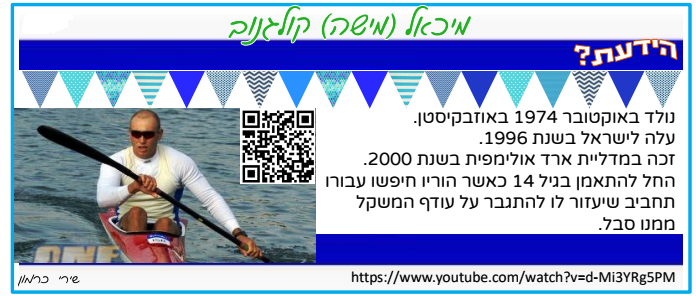 מיכאל (מישה) קולגנוב
הידעת?
נולד באוקטובר 1974 באוזבקיסטן.
עלה לישראל בשנת 1996.
זכה במדליית ארד אולימפית בשנת 2000.
החל להתאמן בגיל 14 כאשר הוריו חיפשו עבורו
תחביב שיעזור לו להתגבר על עודף המשקל
ממנו סבל.
ONE
שירי כרמון
https://www.youtube.com/watch?v=d-Mi3YRg5PM